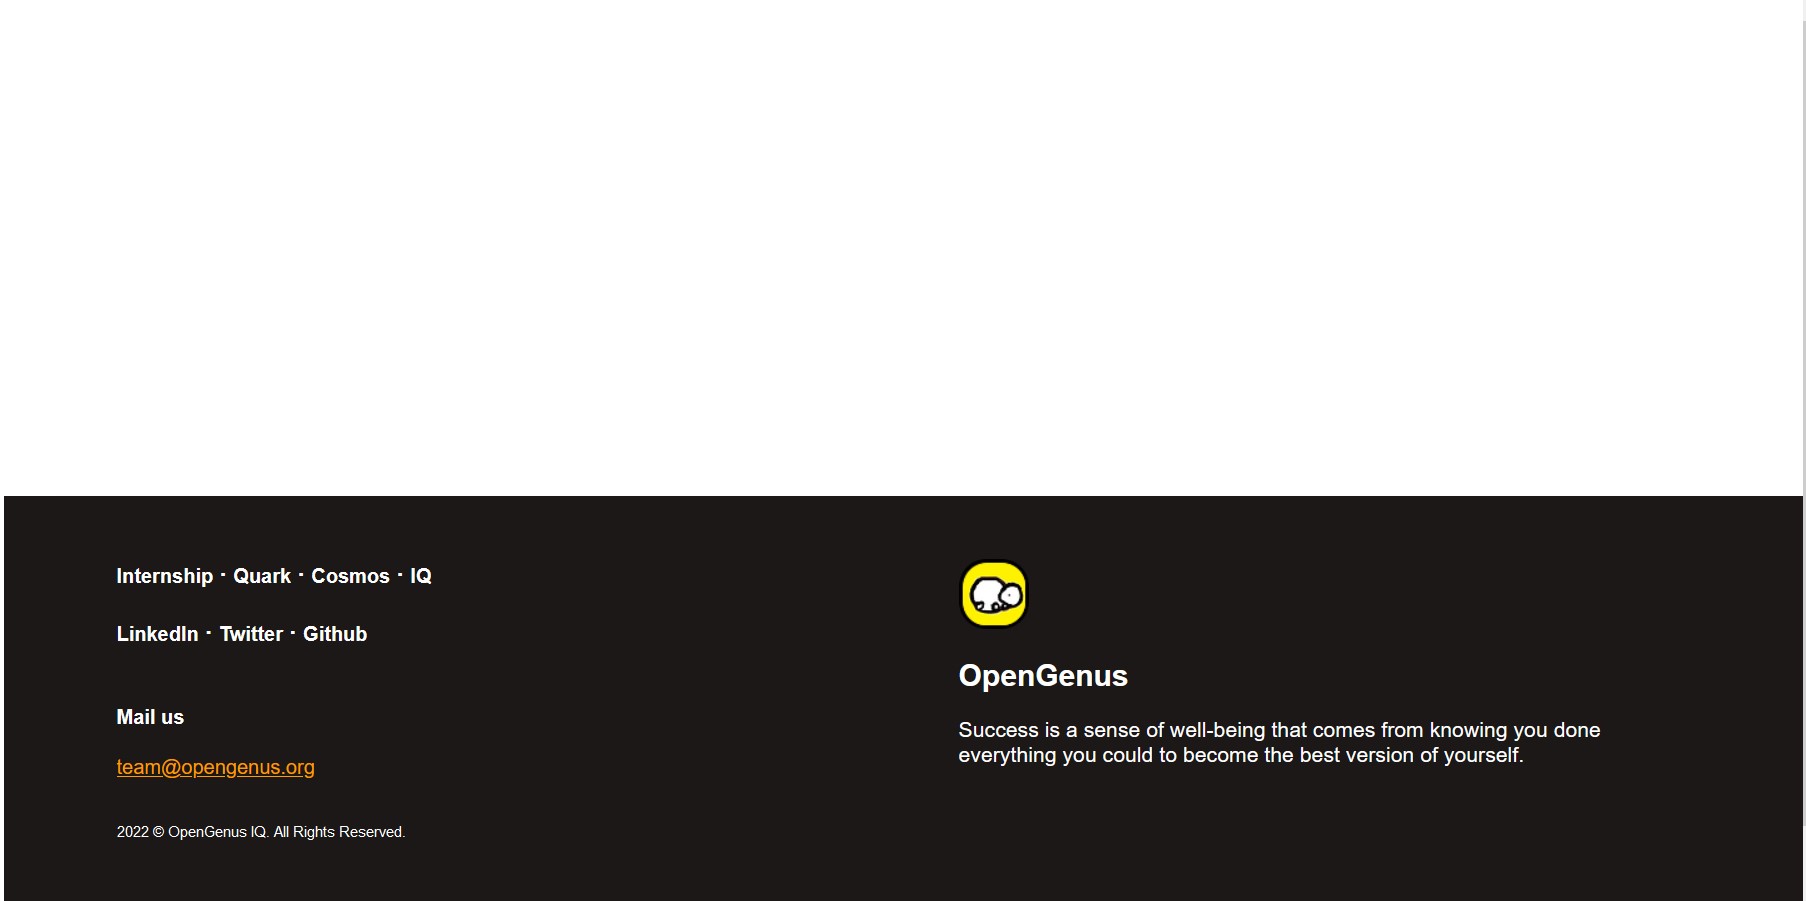 Internship · Quark · Cosmos · IQ
LinkedIn · Twitter · Github
Mail us
team@opengenus.org
2022 © OpenGenus IQ. All Rights Reserved.
OpenGenus
Success is a sense of well-being that comes from knowing you done
everything you could to become the best version of yourself.